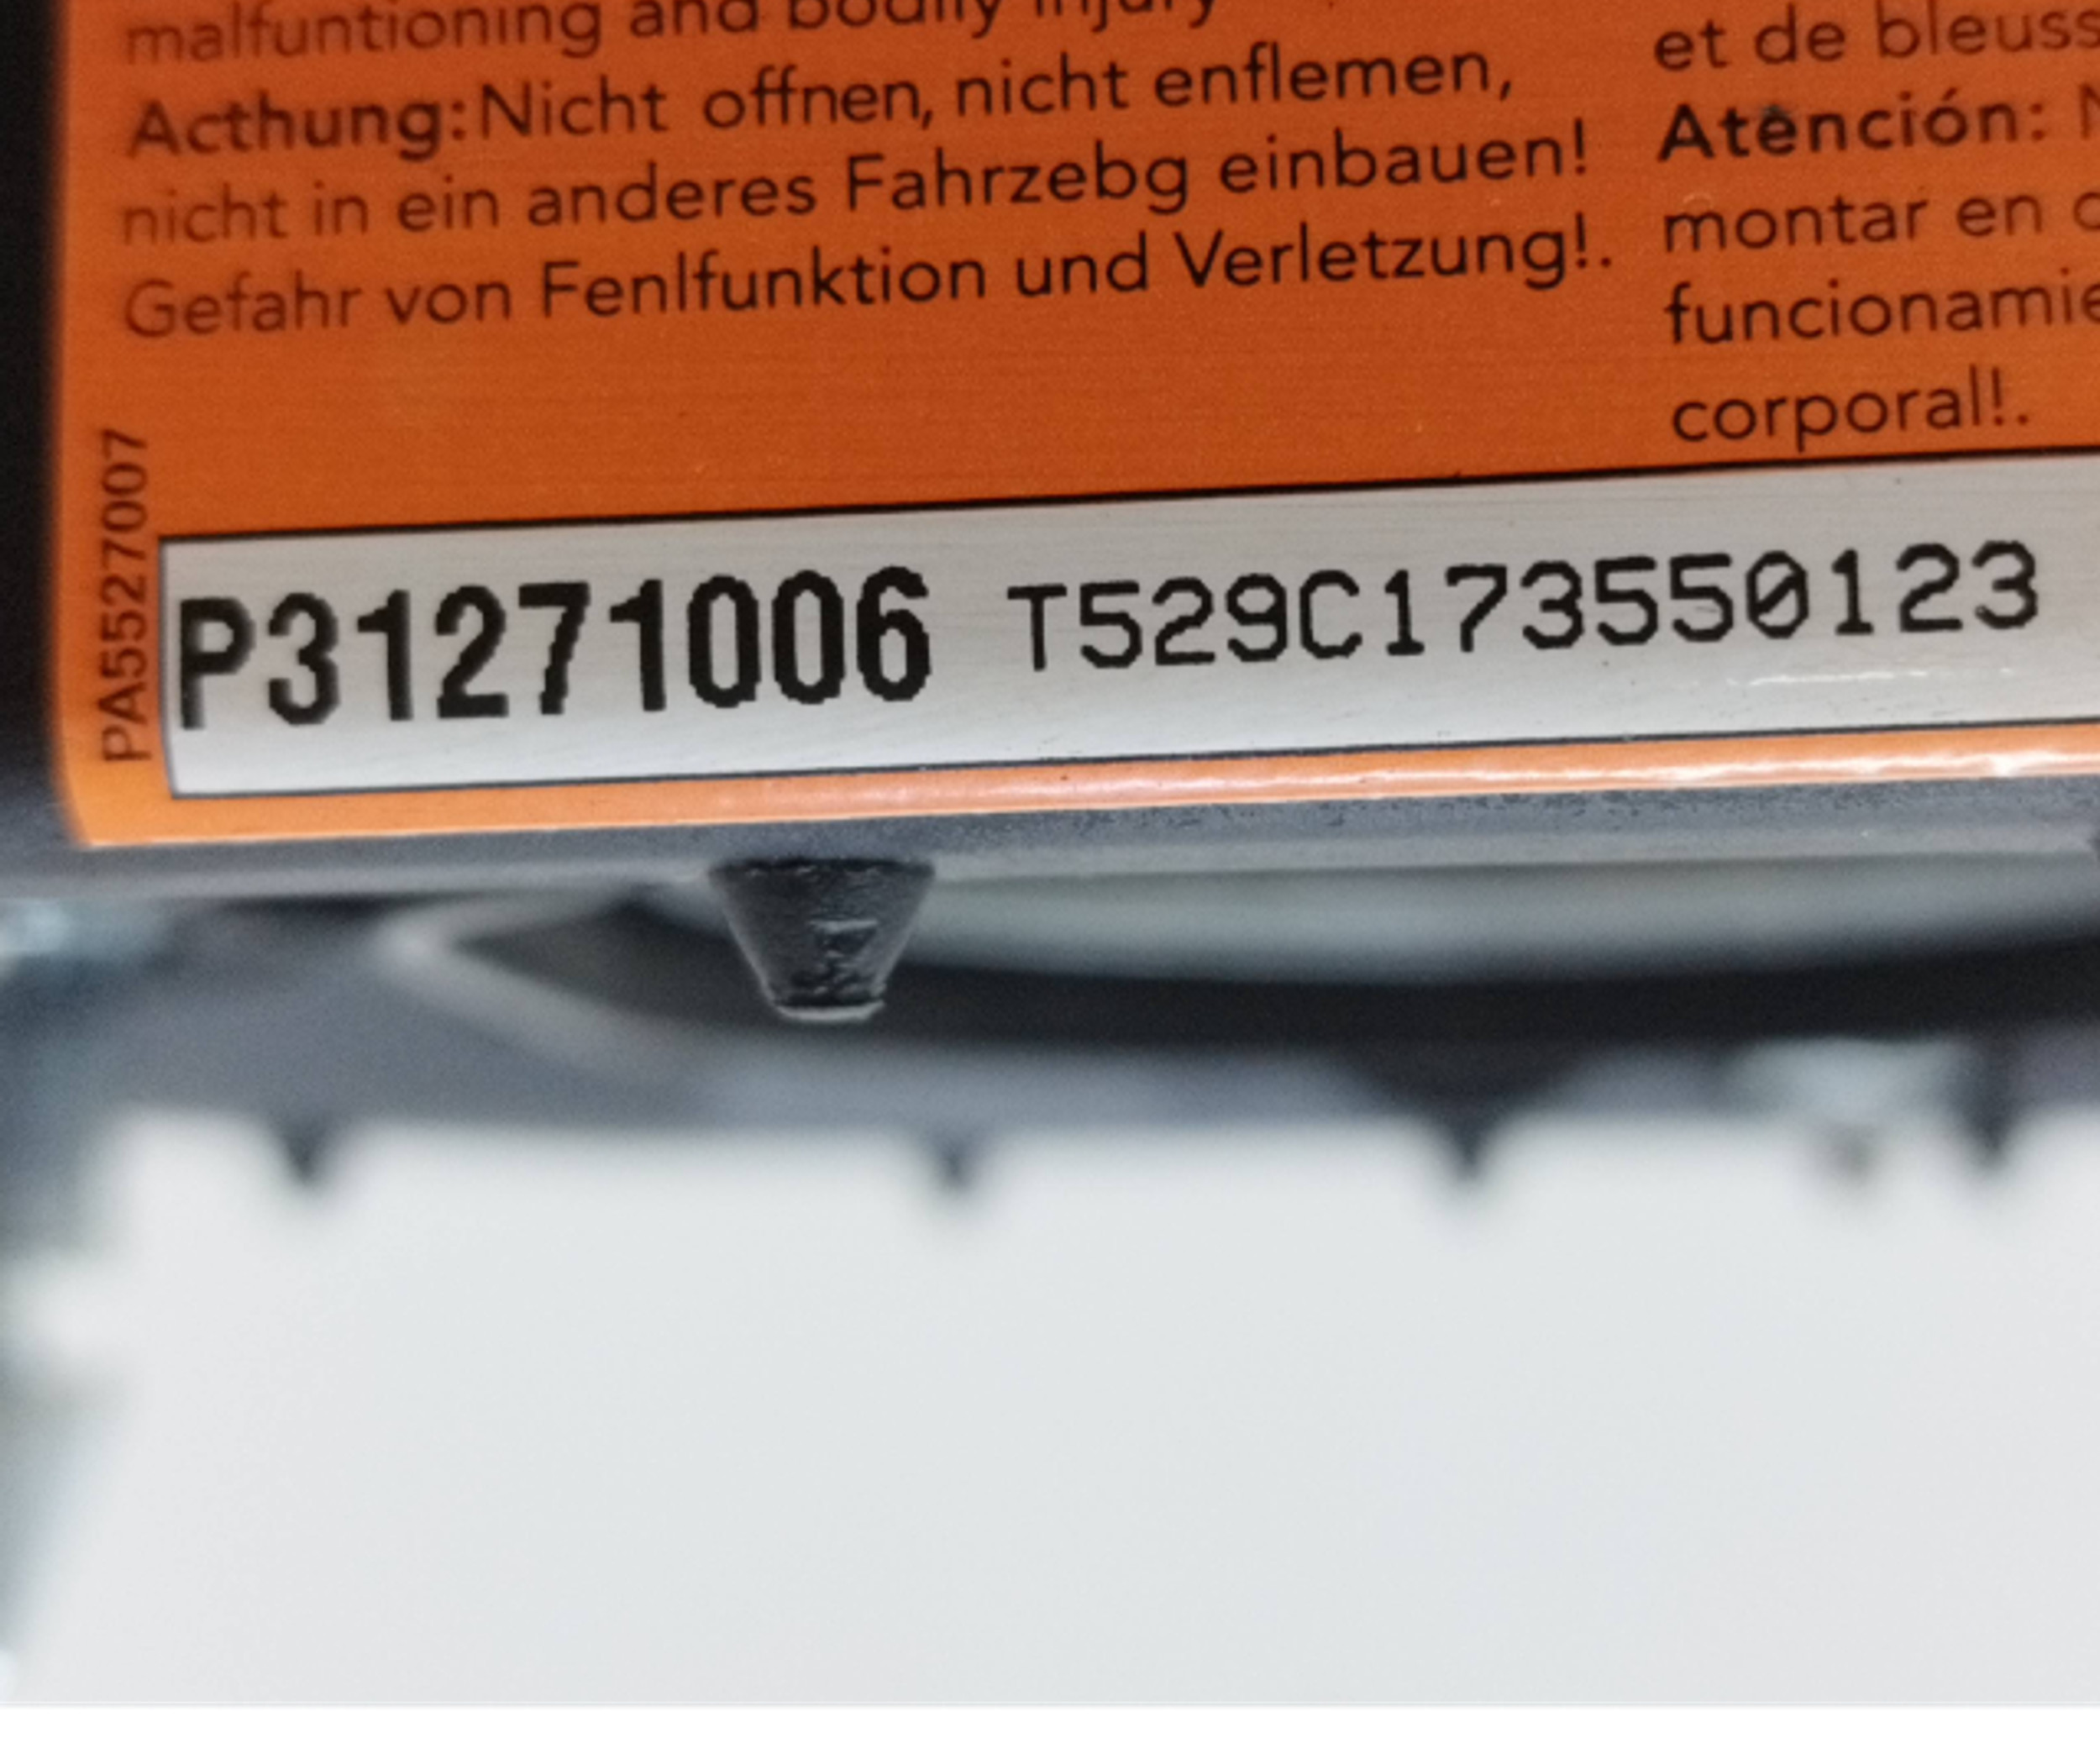 malfuntioning and bodily injury
Acthung: Nicht offnen, nicht enflemen,
nicht in ein anderes Fahrzebg einbauen!
Gefahr von Fenlfunktion und Verletzung!.
et de bleuss
Atención: N
montar en
funcionamie
corporal!.
PA5527007
P31271006 T529C173550123